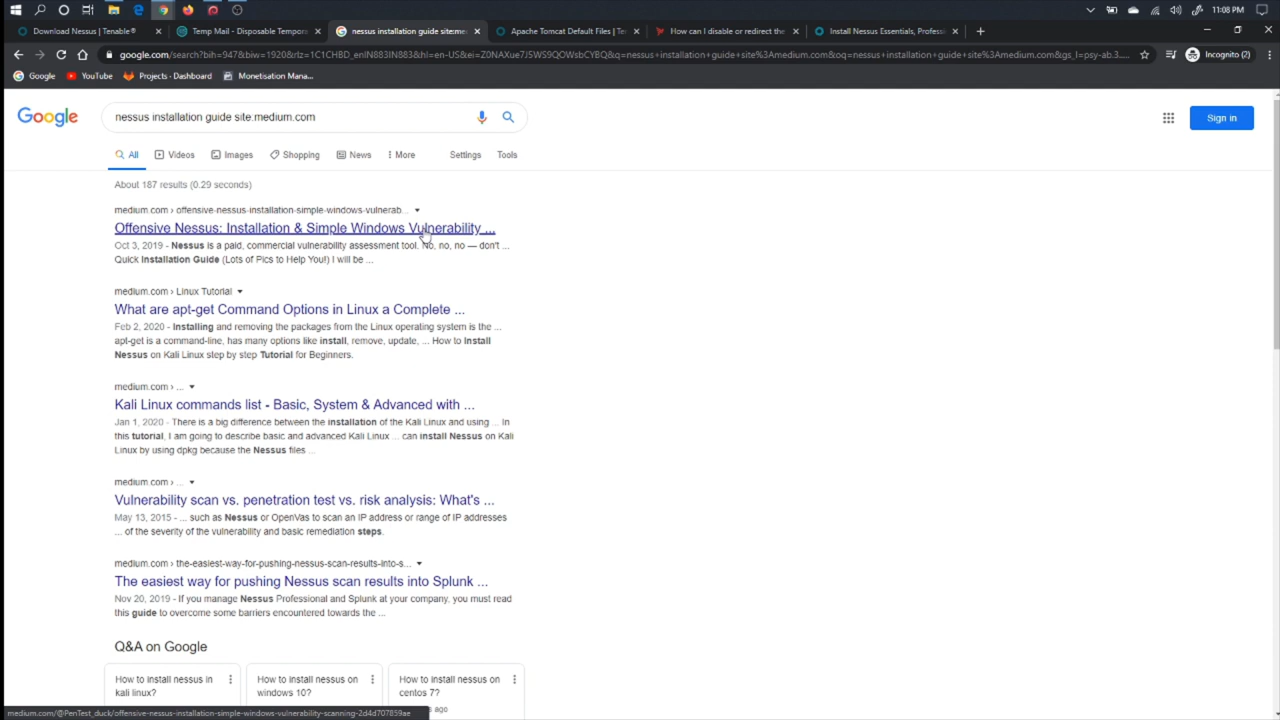 11:08 PM
Download Nessus | Tenable®
Temp Mail - Disposable Tempora
nessus installation guide site:me
Apache Tomcat Default Files | Ten
How can I disable or redirect the
Install Nessus Essentials, Professi
Incognito (2)
Google
YouTube
Projects · Dashboard
Monetisation Mana...
Google
nessus installation guide site:medium.com
Sign in
All
Videos
Images
Shopping
News
More
Settings
Tools
About 187 results (0.29 seconds)
medium.com › offensive-nessus-installation-simple-windows-vulnerab...
Offensive Nessus: Installation & Simple Windows Vulnerability ...
Oct 3, 2019 - Nessus is a paid, commercial vulnerability assessment tool. No, no, no — don't ...
Quick Installation Guide (Lots of Pics to Help You!) I will be ...
medium.com › Linux Tutorial
What are apt-get Command Options in Linux a Complete ...
Feb 2, 2020 - Installing and removing the packages from the Linux operating system is the ...
apt-get is a command-line, has many options like install, remove, update, ... How to Install
Nessus on Kali Linux step by step Tutorial for Beginners.
medium.com › ...
Kali Linux commands list - Basic, System & Advanced with ...
Jan 1, 2020 - There is a big difference between the installation of the Kali Linux and using ... In
this tutorial, I am going to describe basic and advanced Kali Linux ... can install Nessus on Kali
Linux by using dpkg because the Nessus files ...
medium.com › ...
Vulnerability scan vs. penetration test vs. risk analysis: What's ...
May 13, 2015 - ... such as Nessus or OpenVas to scan an IP address or range of IP addresses
... of the severity of the vulnerability and basic remediation steps.
medium.com › the-easiest-way-for-pushing-nessus-scan-results-into-s...
The easiest way for pushing Nessus scan results into Splunk ...
Nov 20, 2019 - If you manage Nessus Professional and Splunk at your company, you must read
this guide to overcome some barriers encountered towards the ...
Q&A on Google
How to install nessus in
kali linux?
How to install nessus on
windows 10?
How to install nessus on
centos 7?
s ago